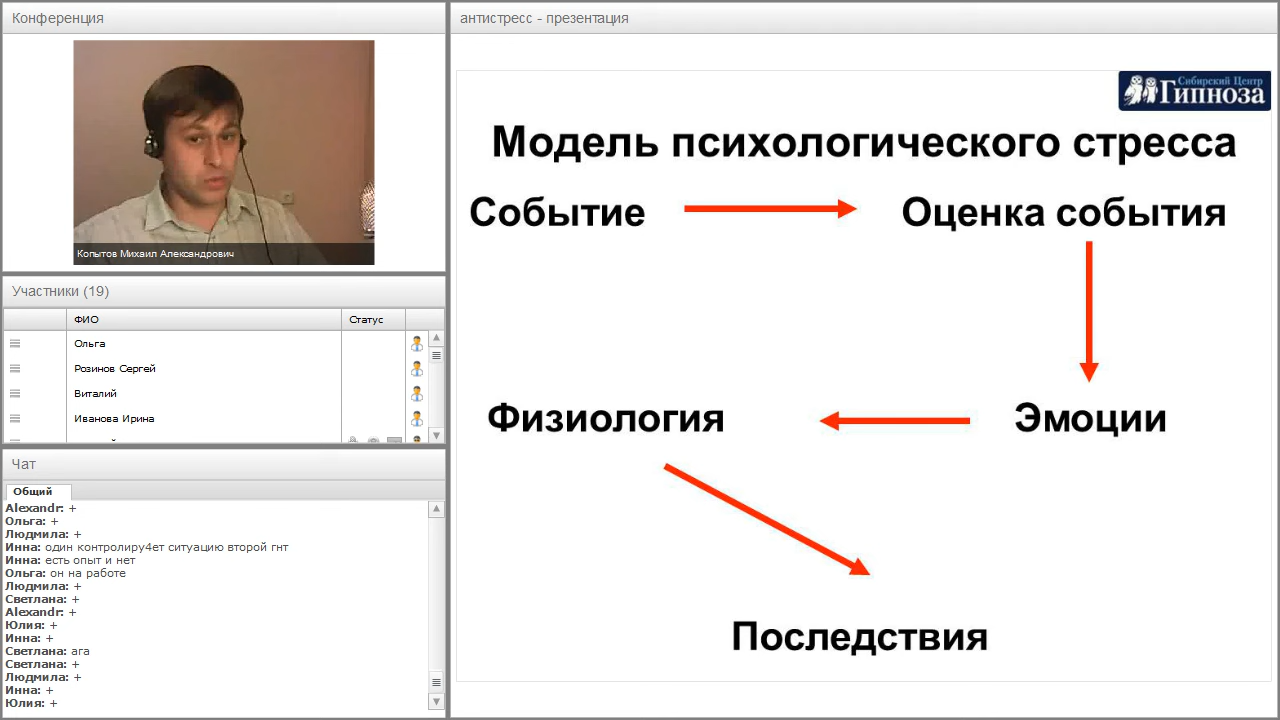 Конференция
Копытов Михаил Александрович
Участники (19)
ФИО Статус
Ольга
Розинов Сергей
Виталий
Иванова Ирина
Чат
Общий
Alexandr: +
Ольга: +
Людмила: +
Инна: один контролиру4ет ситуацию второй гнт
Инна: есть опыт и нет
Ольга: он на работе
Людмила: +
Светлана: +
Alexandr: +
Юлия: +
Инна: +
Светлана: ага
Светлана: +
Людмила: +
Инна: +
Юлия: +
антистресс - презентация
Сибирский Центр
Гипноза
Модель психологического стресса
Событие Оценка события
Физиология Эмоции
Последствия